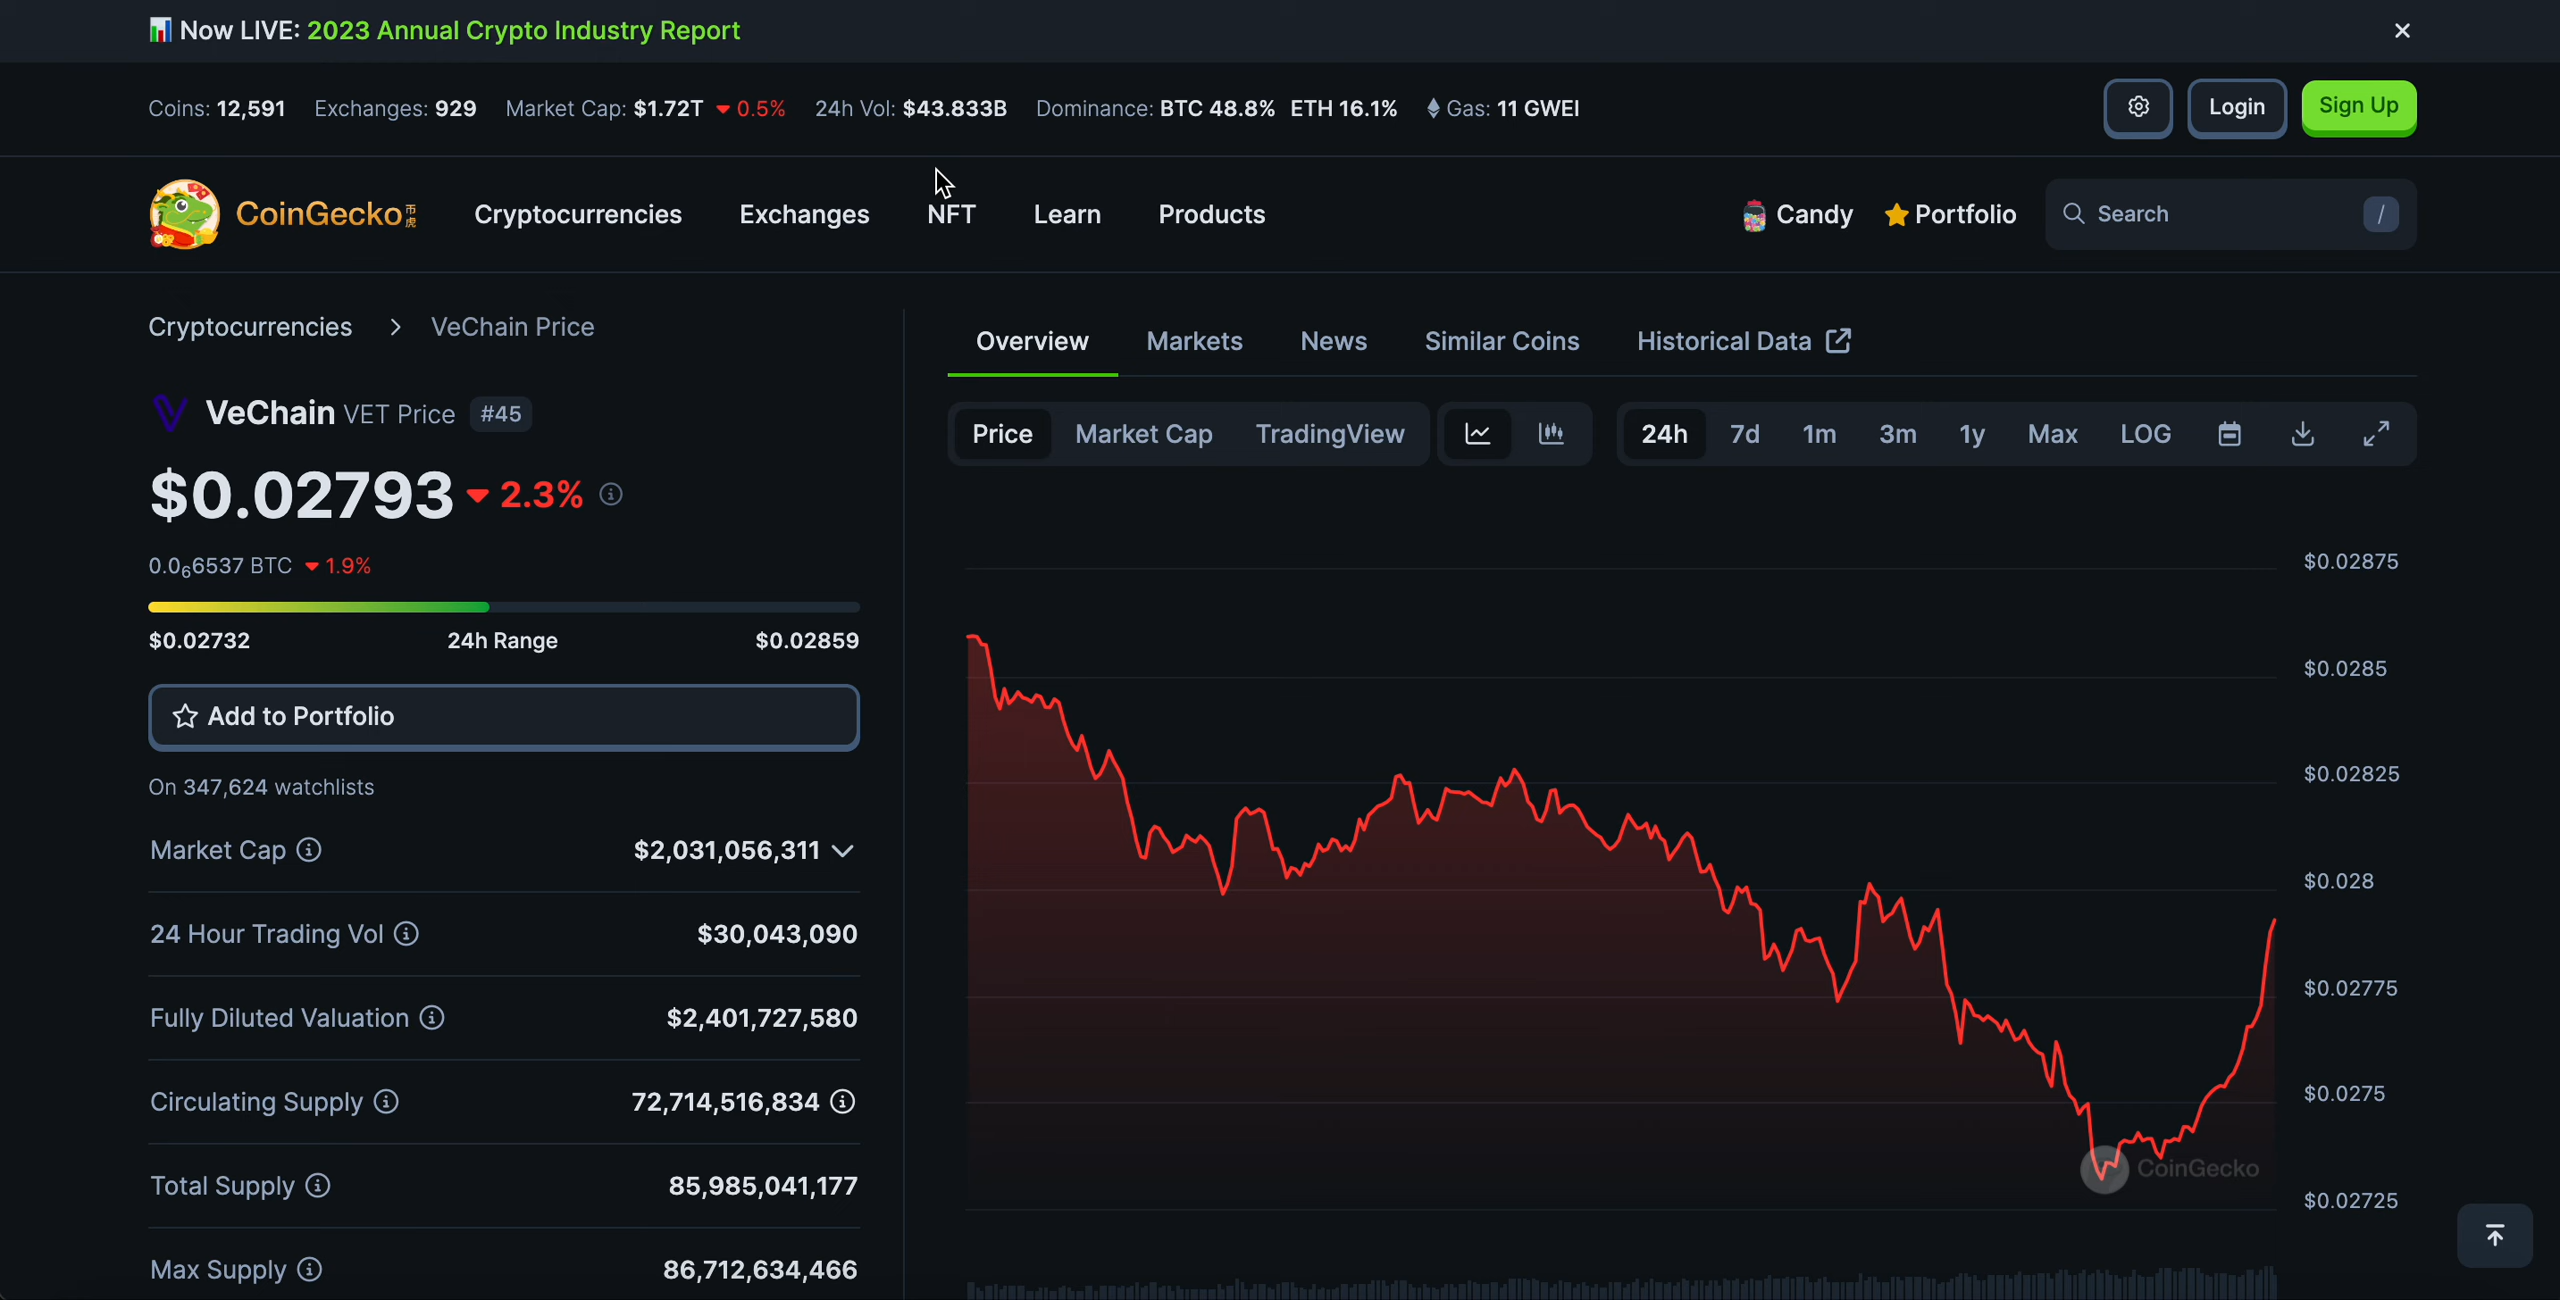 Now LIVE: 2023 Annual Crypto Industry Report
Coins: 12,591 Exchanges: 929 Market Cap: $1.72T 0.5% 24h Vol: $43.833B Dominance: BTC 48.8% ETH 16.1% Gas: 11 GWEI
Login
Sign Up
CoinGecko 币虎
Cryptocurrencies
Exchanges
NFT
Learn
Products
Candy
Portfolio
Search
/
Cryptocurrencies > VeChain Price
VeChain VET Price #45
$0.02793 2.3%
0.0₆6537 BTC 1.9%
$0.02732 24h Range $0.02859
Add to Portfolio
On 347,624 watchlists
Market Cap $2,031,056,311
24 Hour Trading Vol $30,043,090
Fully Diluted Valuation $2,401,727,580
Circulating Supply 72,714,516,834
Total Supply 85,985,041,177
Max Supply 86,712,634,466
Overview
Markets
News
Similar Coins
Historical Data
Price
Market Cap
TradingView
24h
7d
1m
3m
1y
Max
LOG
$0.02875
$0.0285
$0.02825
$0.028
$0.02775
$0.0275
$0.02725
CoinGecko